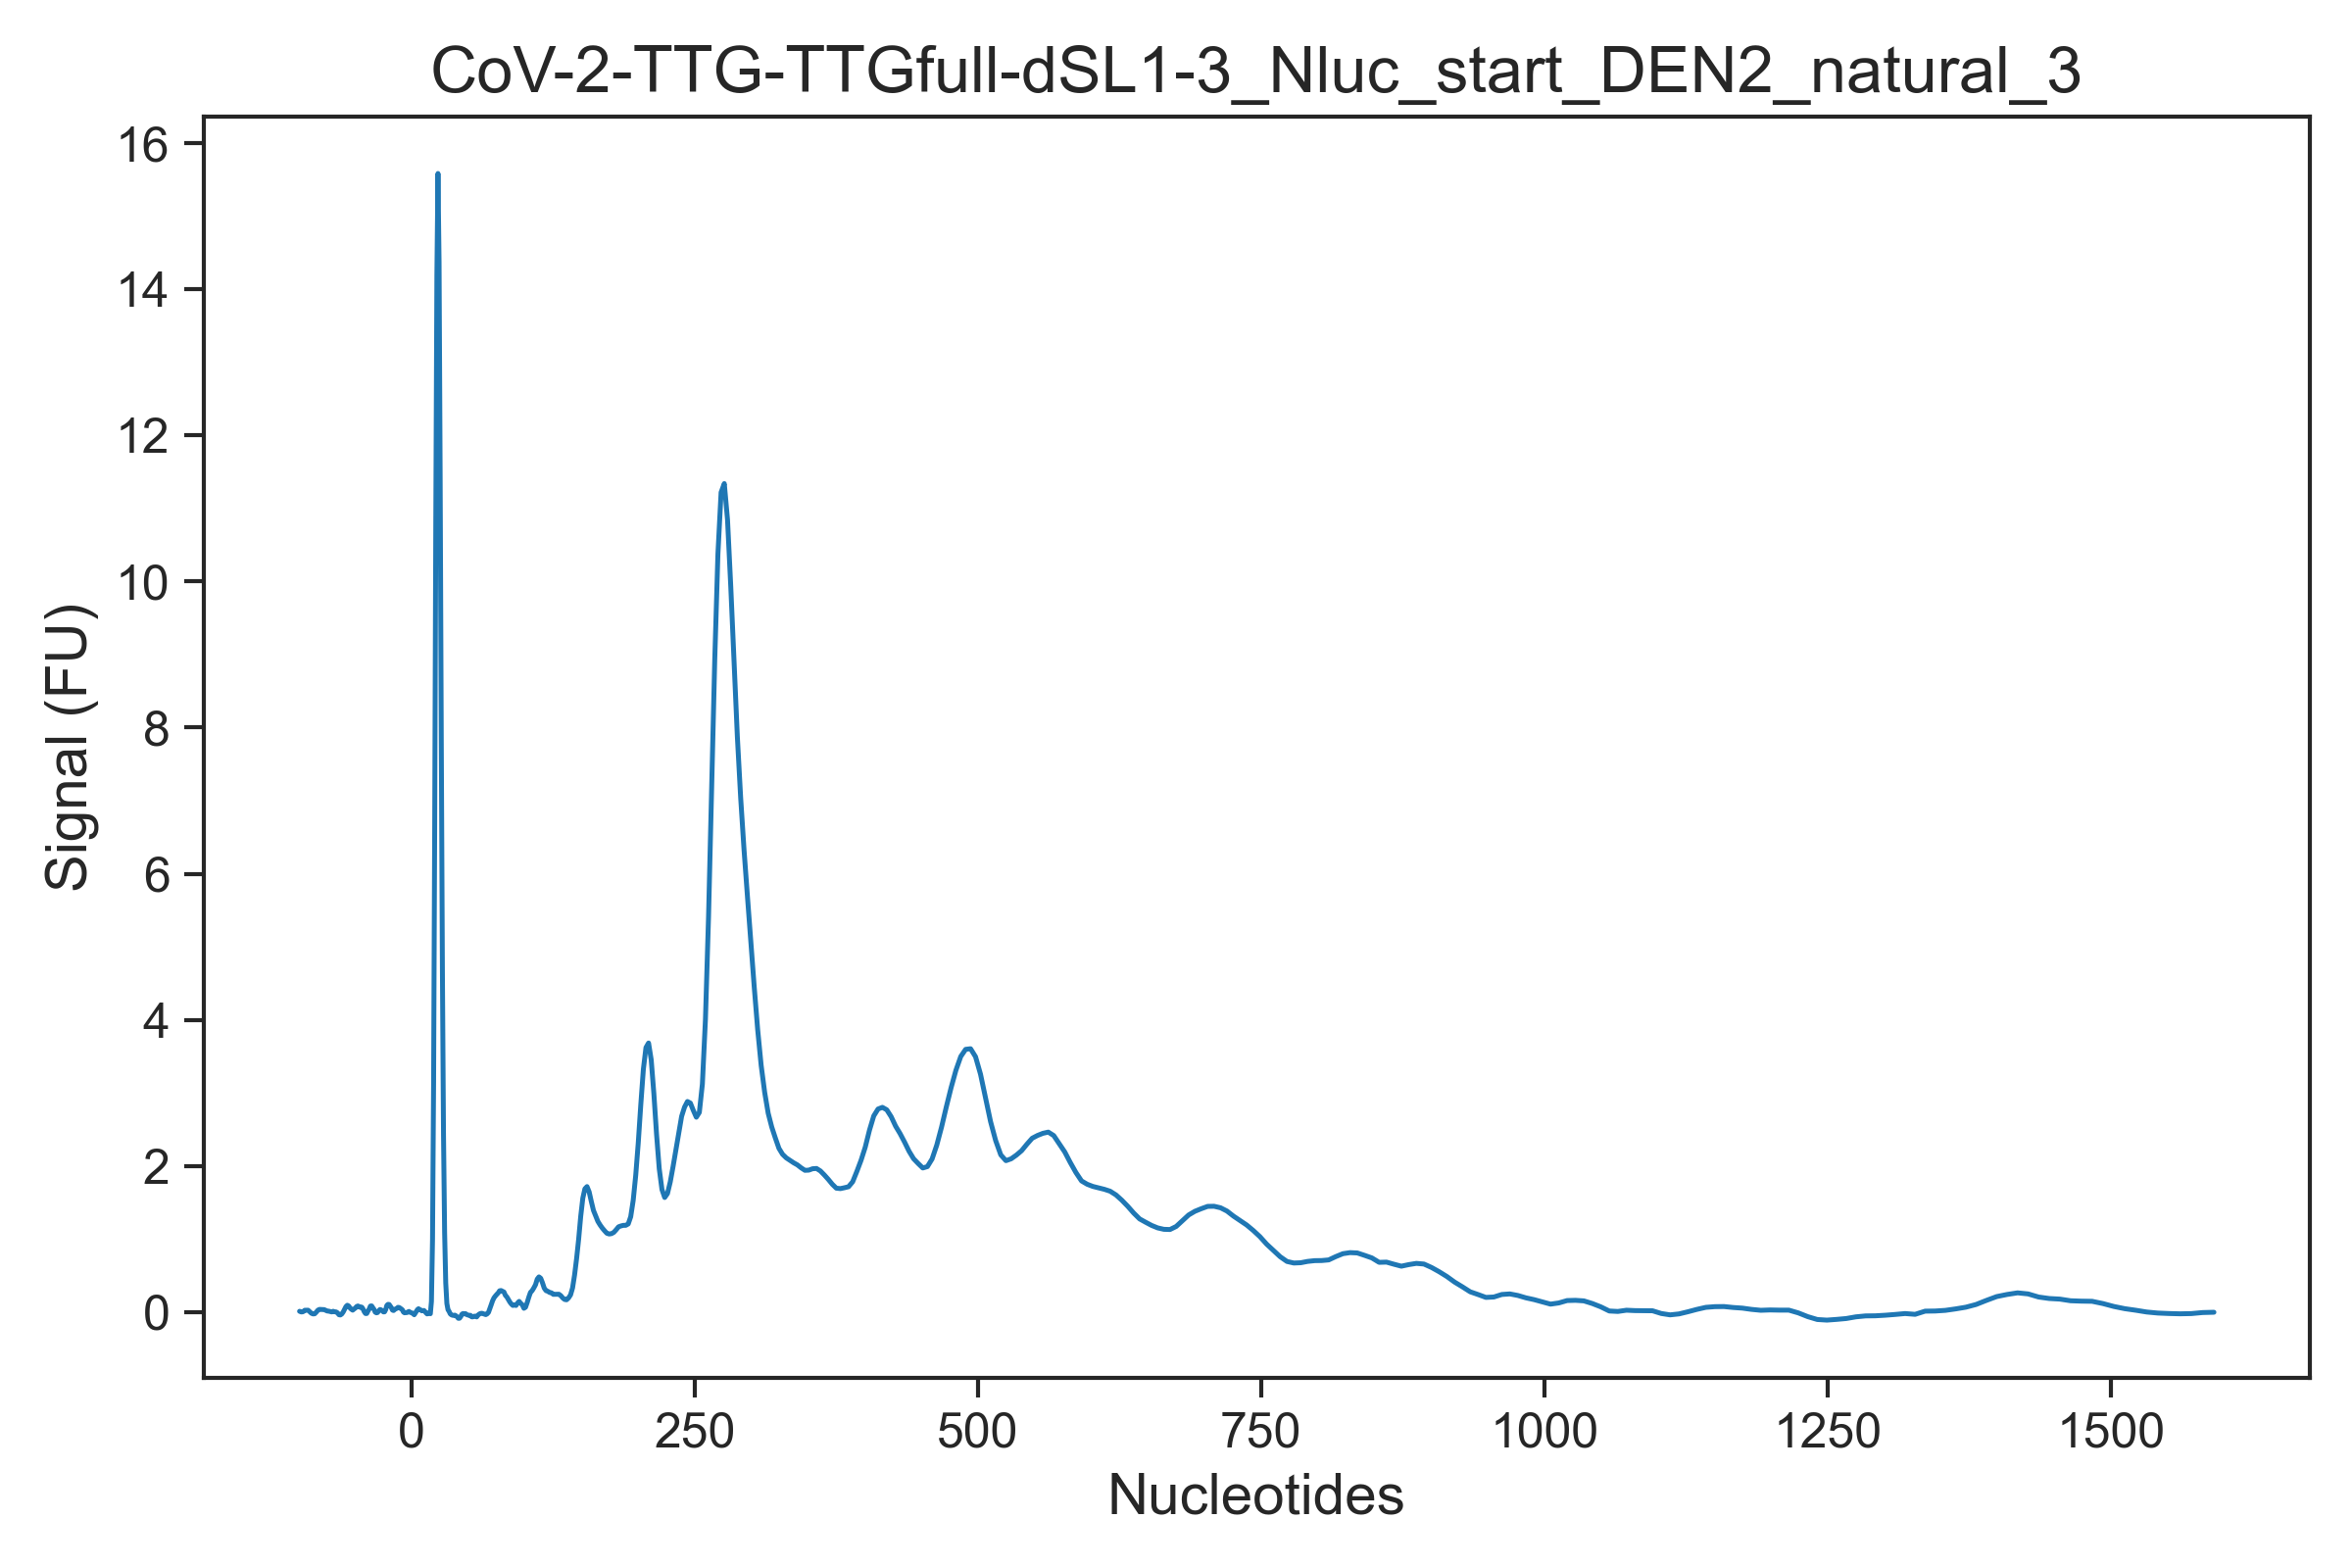 CoV-2-TTG-TTGfull-dSL1-3_Nluc_start_DEN2_natural_3
16
14
12
10
8
6
4
2
0
Signal (FU)
0 250 500 750 1000 1250 1500
Nucleotides